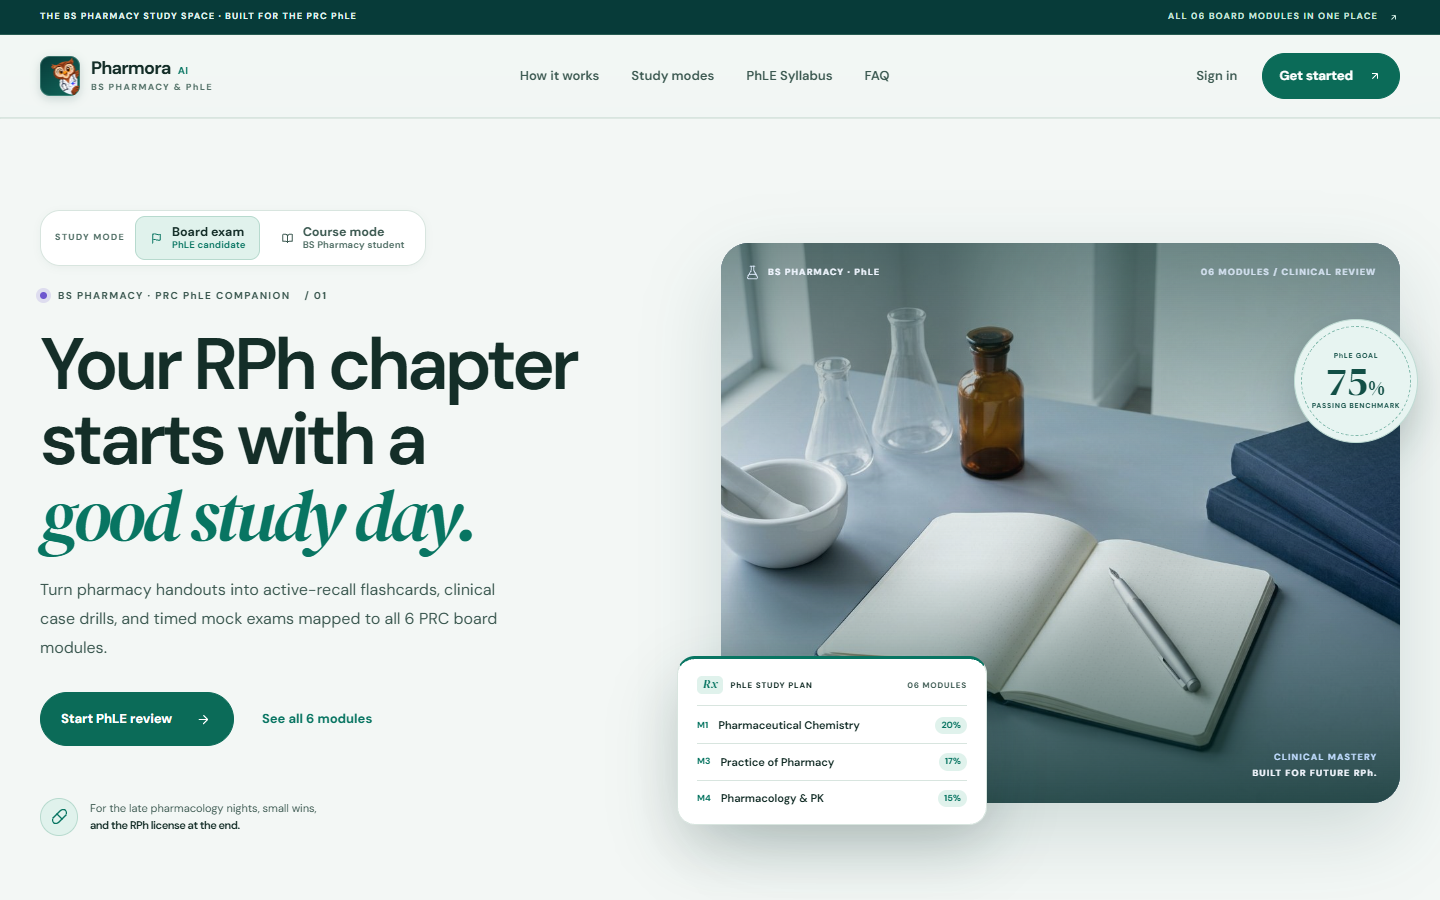 THE BS PHARMACY STUDY SPACE · BUILT FOR THE PRC PhLE
ALL 06 BOARD MODULES IN ONE PLACE
Pharmora AI
BS PHARMACY & PhLE
How it works
Study modes
PhLE Syllabus
FAQ
Sign in
Get started
STUDY MODE
Board exam
PhLE candidate
Course mode
BS Pharmacy student
BS PHARMACY · PRC PhLE COMPANION / 01
Your RPh chapter
starts with a
good study day.
Turn pharmacy handouts into active-recall flashcards, clinical
case drills, and timed mock exams mapped to all 6 PRC board
modules.
Start PhLE review
See all 6 modules
For the late pharmacology nights, small wins,
and the RPh license at the end.
BS PHARMACY · PhLE
06 MODULES / CLINICAL REVIEW
PhLE GOAL
75%
PASSING BENCHMARK
Rx PhLE STUDY PLAN
06 MODULES
M1 Pharmaceutical Chemistry 20%
M3 Practice of Pharmacy 17%
M4 Pharmacology & PK 15%
CLINICAL MASTERY
BUILT FOR FUTURE RPh.